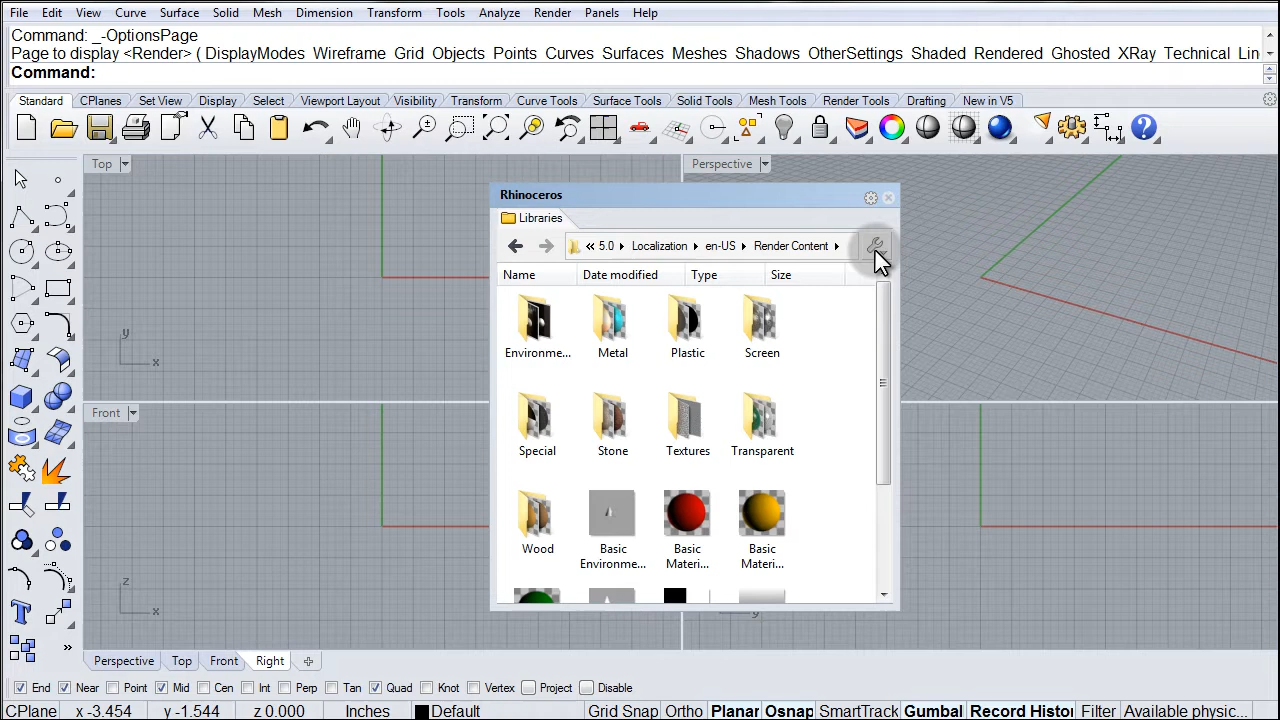 File Edit View Curve Surface Solid Mesh Dimension Transform Tools Analyze Render Panels Help
Command: _-OptionsPage
Page to display <Render> ( DisplayModes Wireframe Grid Objects Points Curves Surfaces Meshes Shadows OtherSettings Shaded Rendered Ghosted XRay Technical Lin
Command:
Standard CPlanes Set View Display Select Viewport Layout Visibility Transform Curve Tools Surface Tools Solid Tools Mesh Tools Render Tools Drafting New in V5
Top
Perspective
Rhinoceros
Libraries
« 5.0 Localization en-US Render Content
Name Date modified Type Size
Environme... Metal Plastic Screen
Special Stone Textures Transparent
Wood Basic Environme... Basic Materi... Basic Materi...
y
x
Front
z
x
y
Perspective Top Front Right
End Near Point Mid Cen Int Perp Tan Quad Knot Vertex Project Disable
CPlane x -3.454 y -1.544 z 0.000 Inches Default Grid Snap Ortho Planar Osnap SmartTrack Gumbal Record Histo Filter Available physic...